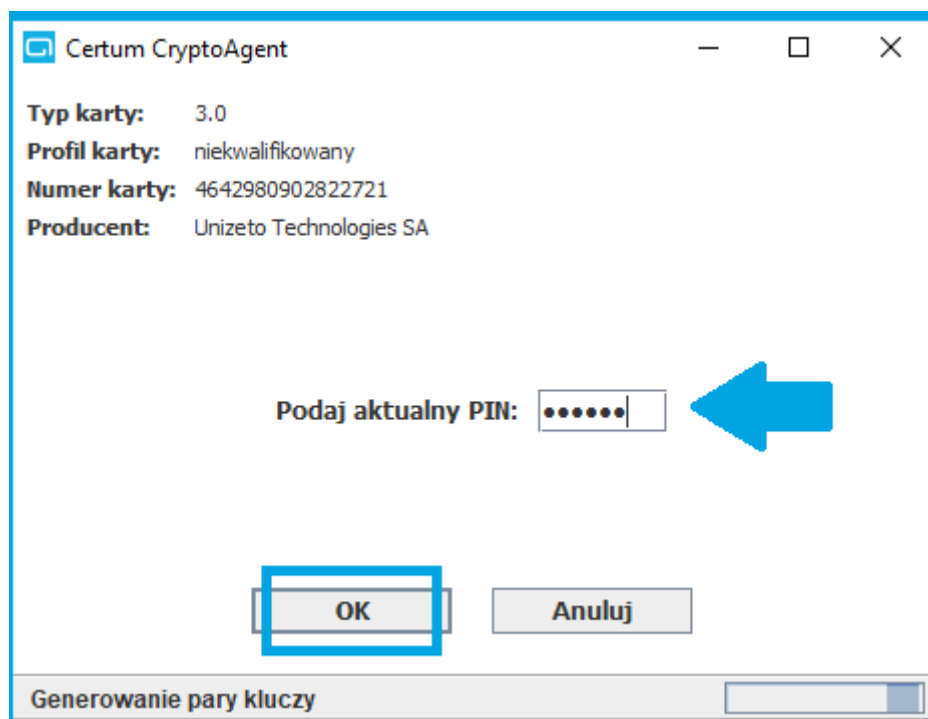 Certum CryptoAgent
Typ karty: 3.0
Profil karty: niekwalifikowany
Numer karty: 4642980902822721
Producent: Unizeto Technologies SA
Podaj aktualny PIN: ••••••
OK Anuluj
Generowanie pary kluczy